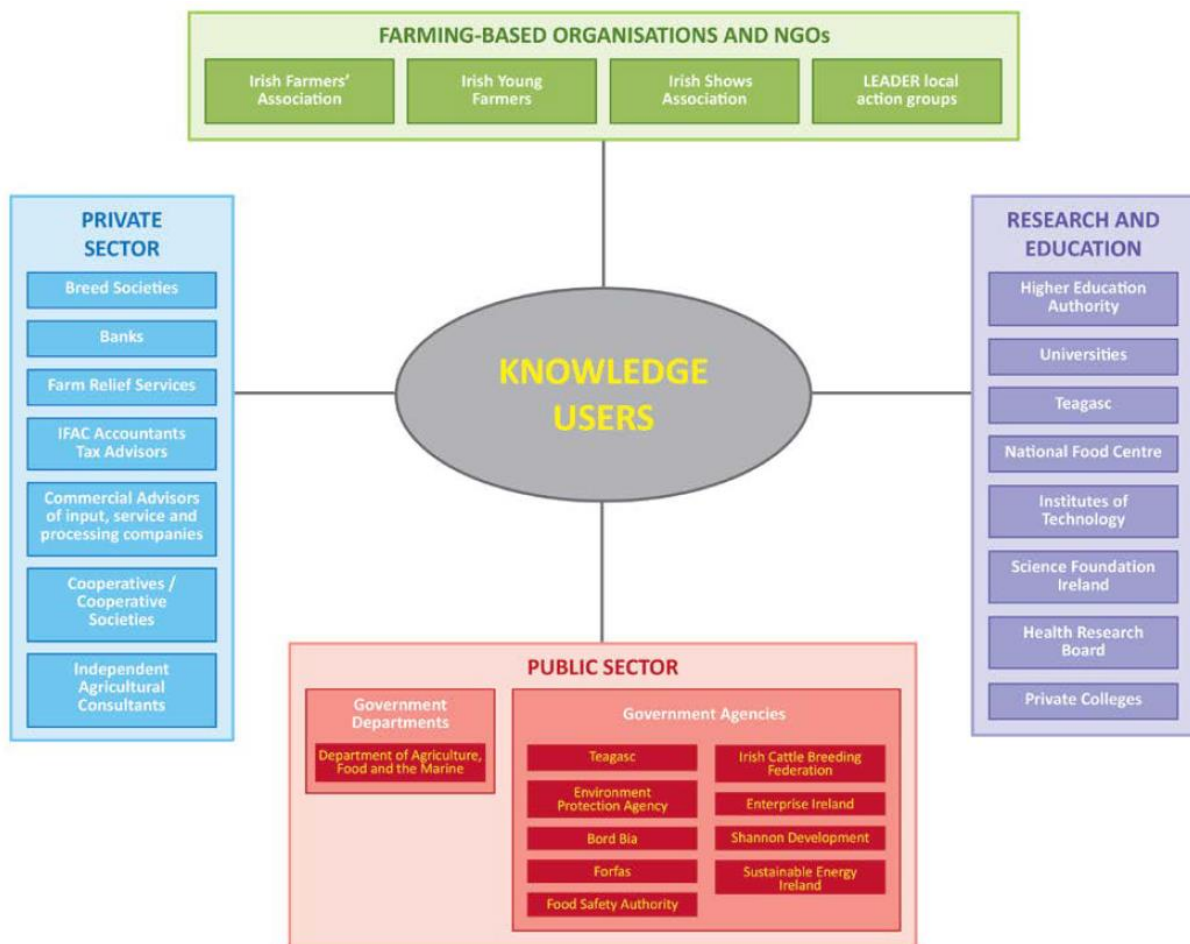 FARMING-BASED ORGANISATIONS AND NGOs
Irish Farmers'
Association
Irish Young
Farmers
Irish Shows
Association
LEADER local
action groups
PRIVATE
SECTOR
Breed Societies
Banks
Farm Relief Services
IFAC Accountants
Tax Advisors
Commercial Advisors
of input, service and
processing companies
Cooperatives /
Cooperative
Societies
Independent
Agricultural
Consultants
KNOWLEDGE
USERS
RESEARCH AND
EDUCATION
Higher Education
Authority
Universities
Teagasc
National Food Centre
Institutes of
Technology
Science Foundation
Ireland
Health Research
Board
Private Colleges
PUBLIC SECTOR
Government
Departments
Department of Agriculture,
Food and the Marine
Government Agencies
Teagasc
Environment
Protection Agency
Bord Bia
Forfas
Food Safety Authority
Irish Cattle Breeding
Federation
Enterprise Ireland
Shannon Development
Sustainable Energy
Ireland